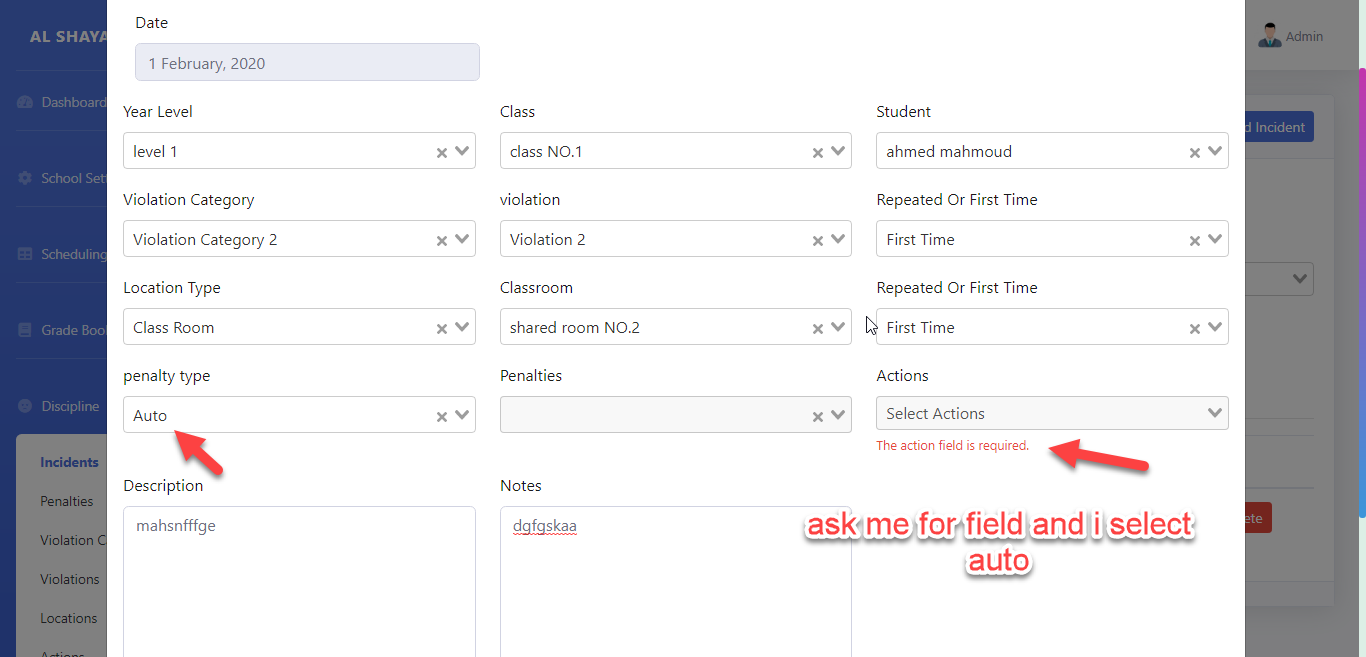 AL SHAYA
Admin
Date
1 February, 2020
Dashboard
Year Level
Class
Student
d Incident
level 1
class NO.1
ahmed mahmoud
School Set
Violation Category
violation
Repeated Or First Time
Violation Category 2
Violation 2
First Time
Scheduling
Location Type
Classroom
Repeated Or First Time
Class Room
shared room NO.2
First Time
Grade Boo
penalty type
Penalties
Actions
Auto
Select Actions
Discipline
The action field is required.
Incidents
Description
Notes
Penalties
mahsnfffge
dgfgskaa
ask me for field and i select
auto
ete
Violation C
Violations
Locations
Actions